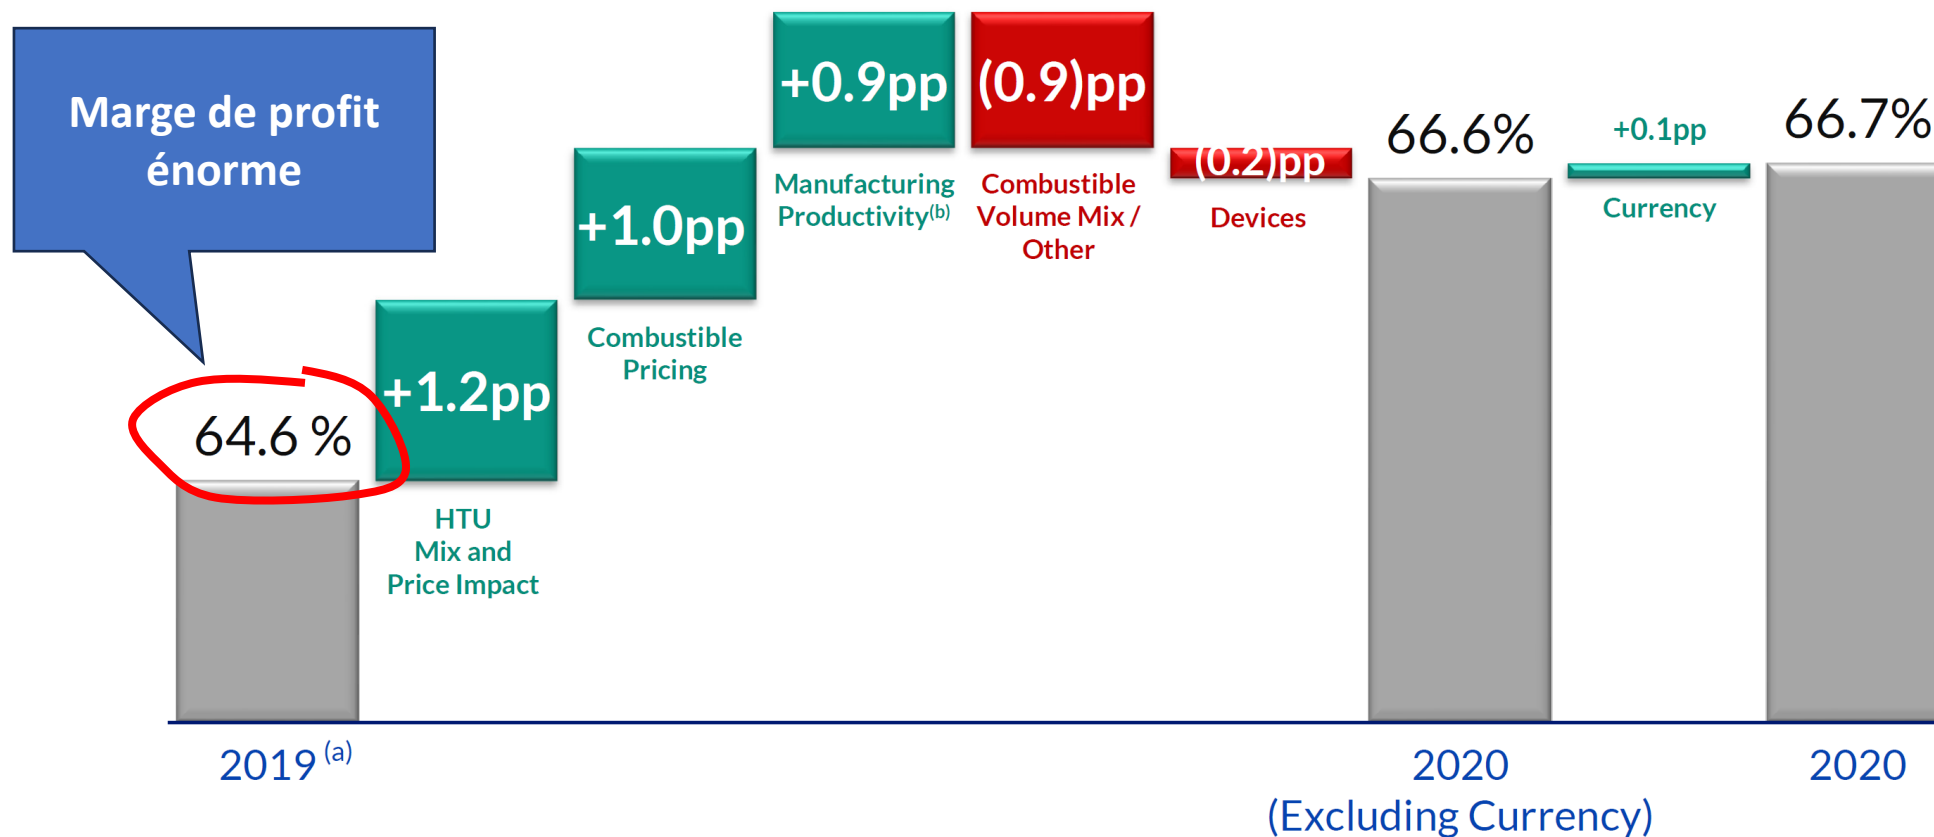 Marge de profit
énorme
64.6 %
+1.2pp
HTU
Mix and
Price Impact
+1.0pp
Combustible
Pricing
+0.9pp
Manufacturing
Productivity(b)
(0.9)pp
Combustible
Volume Mix /
Other
(0.2)pp
Devices
66.6%
+0.1pp
Currency
66.7%
2019 (a)
2020
(Excluding Currency)
2020